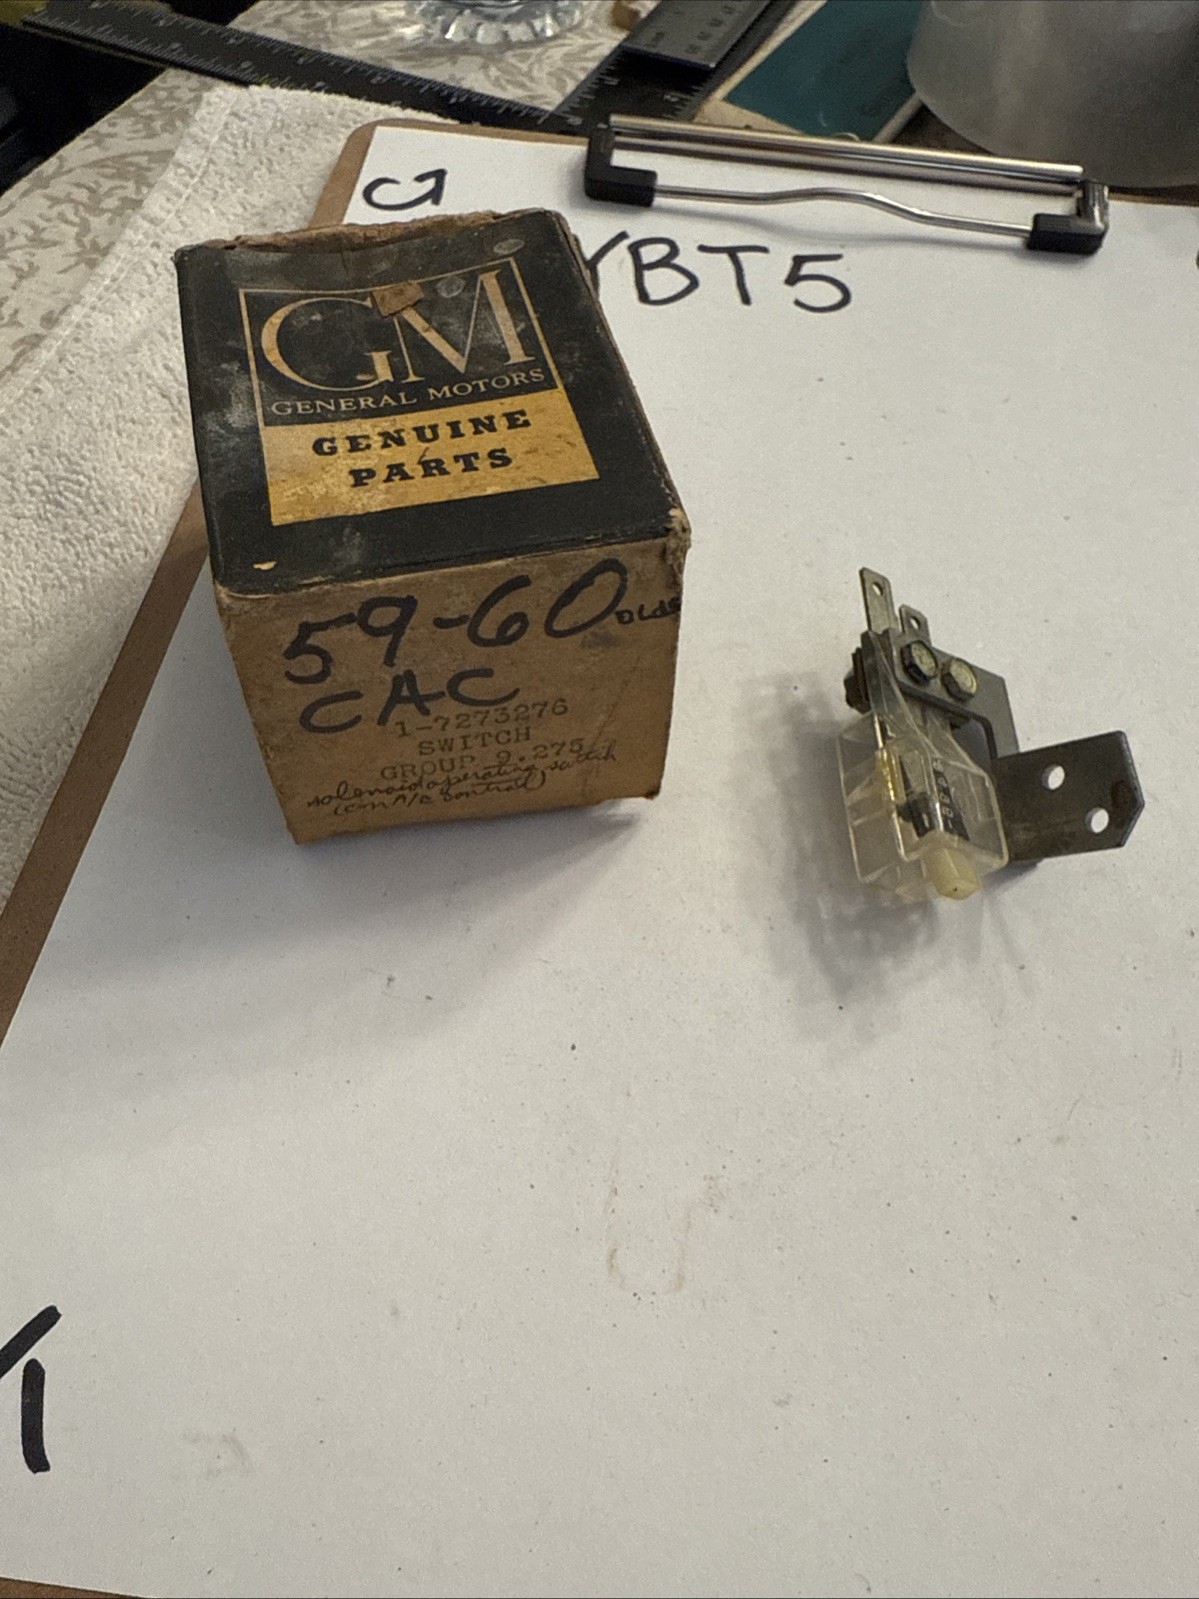 YBT5
GM
GENERAL MOTORS
GENUINE
PARTS
59-60 OLDS
CAC
1-7273276
SWITCH
GROUP 9.275
solenoid operating switch
(on A/C control)